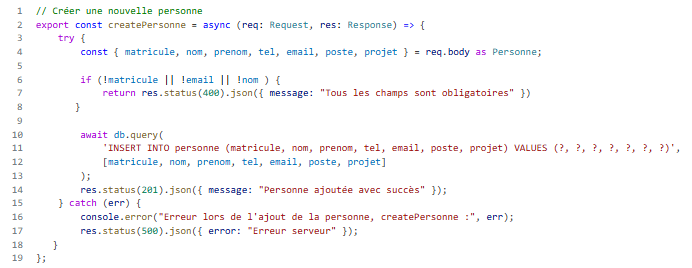 1 // Créer une nouvelle personne
2 export const createPersonne = async (req: Request, res: Response) => {
3     try {
4         const { matricule, nom, prenom, tel, email, poste, projet } = req.body as Personne;
5
6         if (!matricule || !email || !nom ) {
7             return res.status(400).json({ message: "Tous les champs sont obligatoires" })
8         }
9
10         await db.query(
11             'INSERT INTO personne (matricule, nom, prenom, tel, email, poste, projet) VALUES (?, ?, ?, ?, ?, ?, ?)',
12             [matricule, nom, prenom, tel, email, poste, projet]
13         );
14         res.status(201).json({ message: "Personne ajoutée avec succès" });
15     } catch (err) {
16         console.error("Erreur lors de l'ajout de la personne, createPersonne :", err);
17         res.status(500).json({ error: "Erreur serveur" });
18     }
19 };